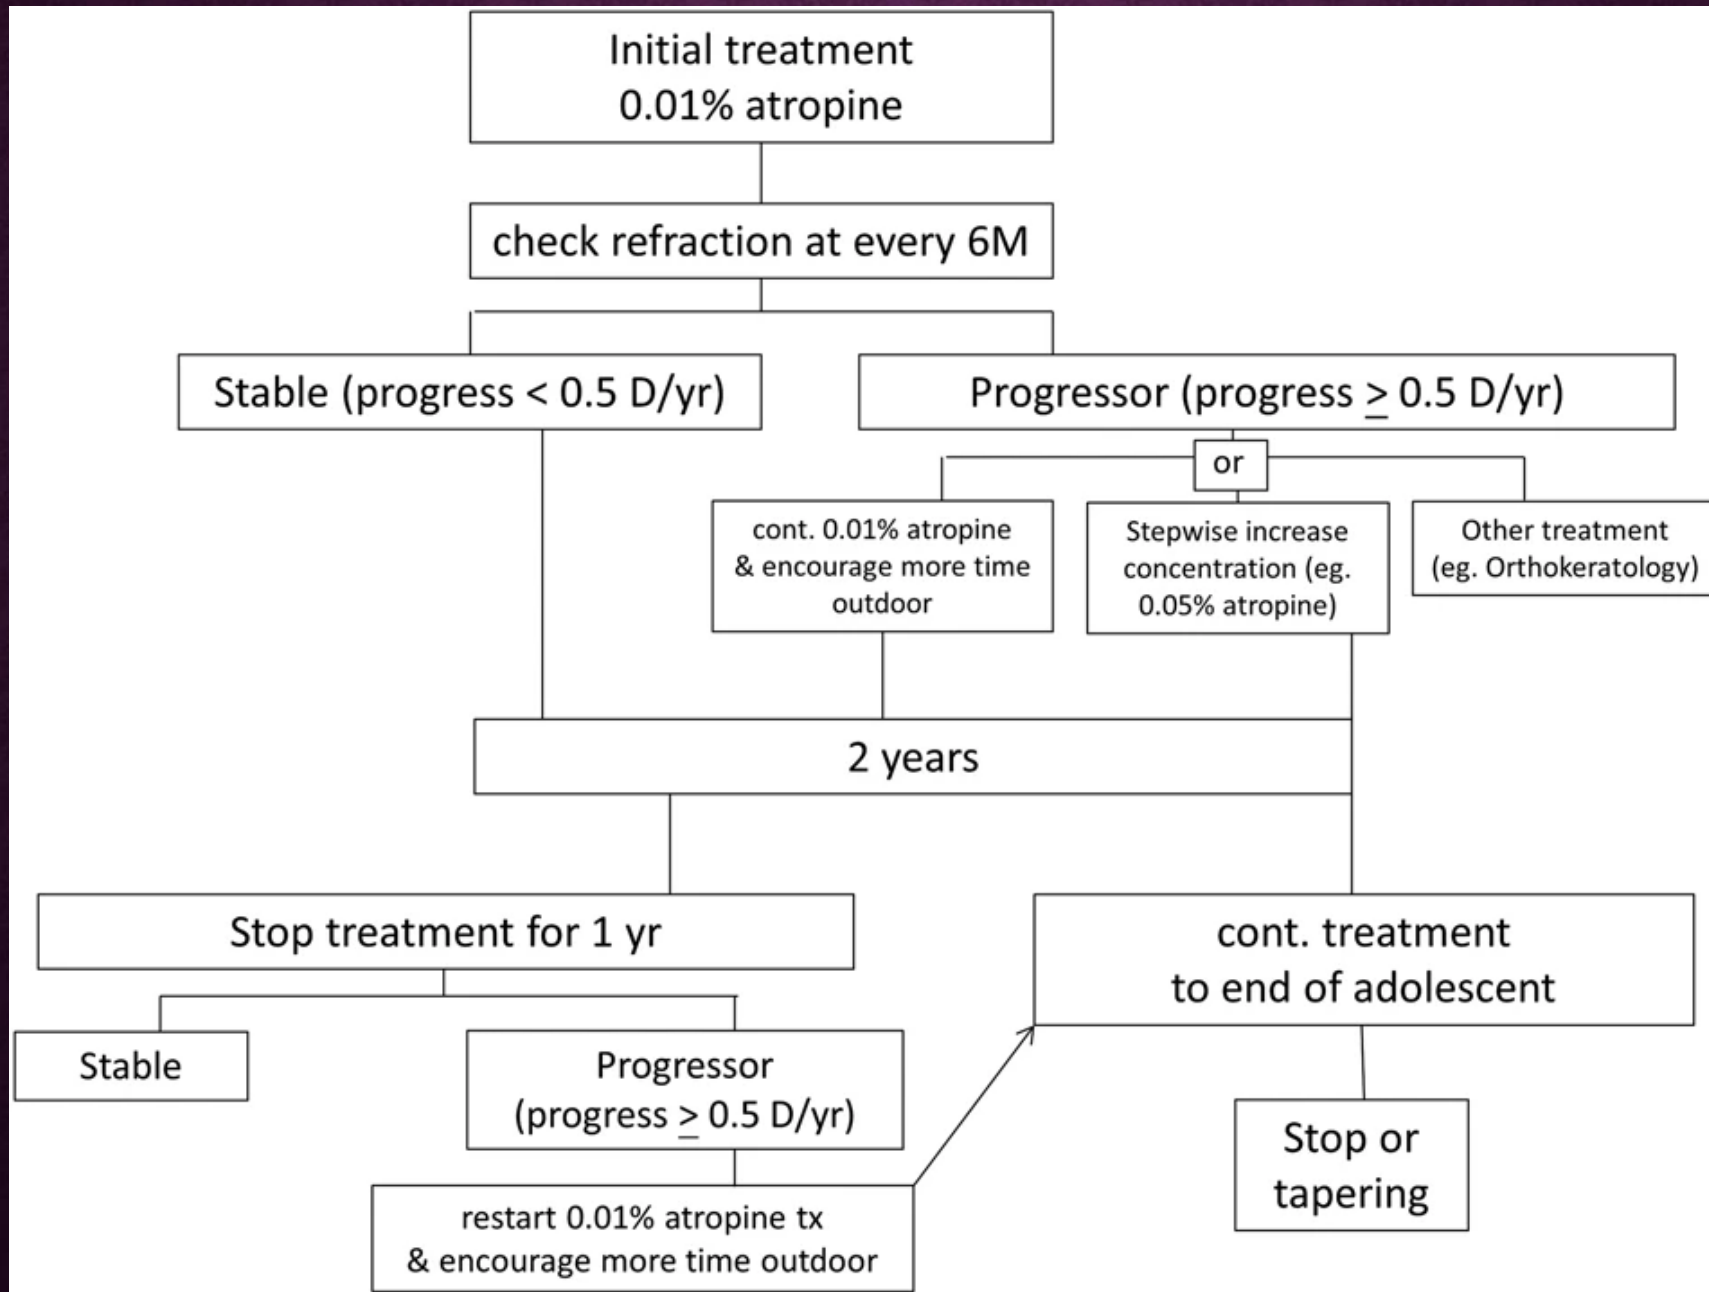 Initial treatment
0.01% atropine
check refraction at every 6M
Stable (progress < 0.5 D/yr)
Progressor (progress ≥ 0.5 D/yr)
or
cont. 0.01% atropine
& encourage more time
outdoor
Stepwise increase
concentration (eg.
0.05% atropine)
Other treatment
(eg. Orthokeratology)
2 years
Stop treatment for 1 yr
cont. treatment
to end of adolescent
Stable
Progressor
(progress ≥ 0.5 D/yr)
Stop or
tapering
restart 0.01% atropine tx
& encourage more time outdoor